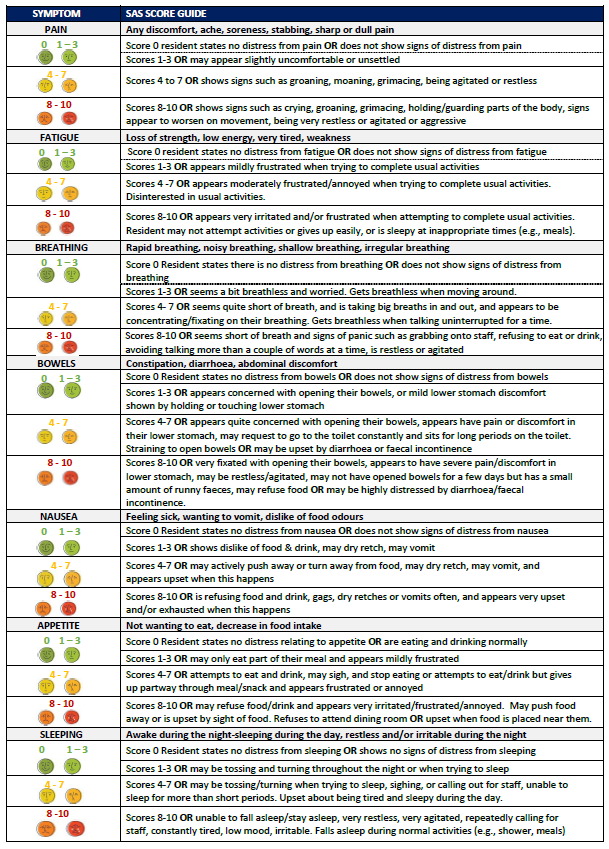 SYMPTOM SAS SCORE GUIDE
PAIN Any discomfort, ache, soreness, stabbing, sharp or dull pain
0 1 – 3 Score 0 resident states no distress from pain OR does not show signs of distress from pain
Scores 1-3 OR may appear slightly uncomfortable or unsettled
4 - 7 Scores 4 to 7 OR shows signs such as groaning, moaning, grimacing, being agitated or restless
8 - 10 Scores 8-10 OR shows signs such as crying, groaning, grimacing, holding/guarding parts of the body, signs
appear to worsen on movement, being very restless or agitated or aggressive
FATIGUE Loss of strength, low energy, very tired, weakness
0 1 – 3 Score 0 resident states no distress from fatigue OR does not show signs of distress from fatigue
Scores 1-3 OR appears mildly frustrated when trying to complete usual activities
4 - 7 Scores 4 -7 OR appears moderately frustrated/annoyed when trying to complete usual activities.
Disinterested in usual activities.
8 - 10 Scores 8-10 OR appears very irritated and/or frustrated when attempting to complete usual activities.
Resident may not attempt activities or gives up easily, or is sleepy at inappropriate times (e.g., meals).
BREATHING Rapid breathing, noisy breathing, shallow breathing, irregular breathing
0 1 – 3 Score 0 Resident states there is no distress from breathing OR does not show signs of distress from
breathing
Scores 1-3 OR seems a bit breathless and worried. Gets breathless when moving around.
4 - 7 Scores 4- 7 OR seems quite short of breath, and is taking big breaths in and out, and appears to be
concentrating/fixating on their breathing. Gets breathless when talking uninterrupted for a time.
8 - 10 Scores 8-10 OR seems short of breath and signs of panic such as grabbing onto staff, refusing to eat or drink,
avoiding talking more than a couple of words at a time, is restless or agitated
BOWELS Constipation, diarrhoea, abdominal discomfort
0 1 – 3 Score 0 Resident states no distress from bowels OR does not show signs of distress from bowels
Scores 1-3 OR appears concerned with opening their bowels, or mild lower stomach discomfort
shown by holding or touching lower stomach
4 - 7 Scores 4-7 OR appears quite concerned with opening their bowels, appears have pain or discomfort in
their lower stomach, may request to go to the toilet constantly and sits for long periods on the toilet.
Straining to open bowels OR may be upset by diarrhoea or faecal incontinence
8 - 10 Scores 8-10 OR very fixated with opening their bowels, appears to have severe pain/discomfort in
lower stomach, may be restless/agitated, may not have opened bowels for a few days but has a small
amount of runny faeces, may refuse food OR may be highly distressed by diarrhoea/faecal
incontinence.
NAUSEA Feeling sick, wanting to vomit, dislike of food odours
0 1 – 3 Score 0 Resident states no distress from nausea OR does not show signs of distress from nausea
Scores 1-3 OR shows dislike of food & drink, may dry retch, may vomit
4 - 7 Scores 4-7 OR may actively push away or turn away from food, may dry retch, may vomit, and
appears upset when this happens
8 - 10 Scores 8-10 OR is refusing food and drink, gags, dry retches or vomits often, and appears very upset
and/or exhausted when this happens
APPETITE Not wanting to eat, decrease in food intake
0 1 – 3 Score 0 Resident states no distress relating to appetite OR are eating and drinking normally
Scores 1-3 OR may only eat part of their meal and appears mildly frustrated
4 - 7 Scores 4-7 OR attempts to eat and drink, may sigh, and stop eating or attempts to eat/drink but gives
up partway through meal/snack and appears frustrated or annoyed
8 - 10 Scores 8-10 OR may refuse food/drink and appears very irritated/frustrated/annoyed. May push food
away or is upset by sight of food. Refuses to attend dining room OR upset when food is placed near them.
SLEEPING Awake during the night-sleeping during the day, restless and/or irritable during the night
0 1 – 3 Score 0 Resident states no distress from sleeping OR shows no signs of distress from sleeping
Scores 1-3 OR may be tossing and turning throughout the night or when trying to sleep
4 - 7 Scores 4-7 OR may be tossing/turning when trying to sleep, sighing, or calling out for staff, unable to
sleep for more than short periods. Upset about being tired and sleepy during the day.
8 -10 Scores 8-10 OR unable to fall asleep/stay asleep, very restless, very agitated, repeatedly calling for
staff, constantly tired, low mood, irritable. Falls asleep during normal activities (e.g., shower, meals)